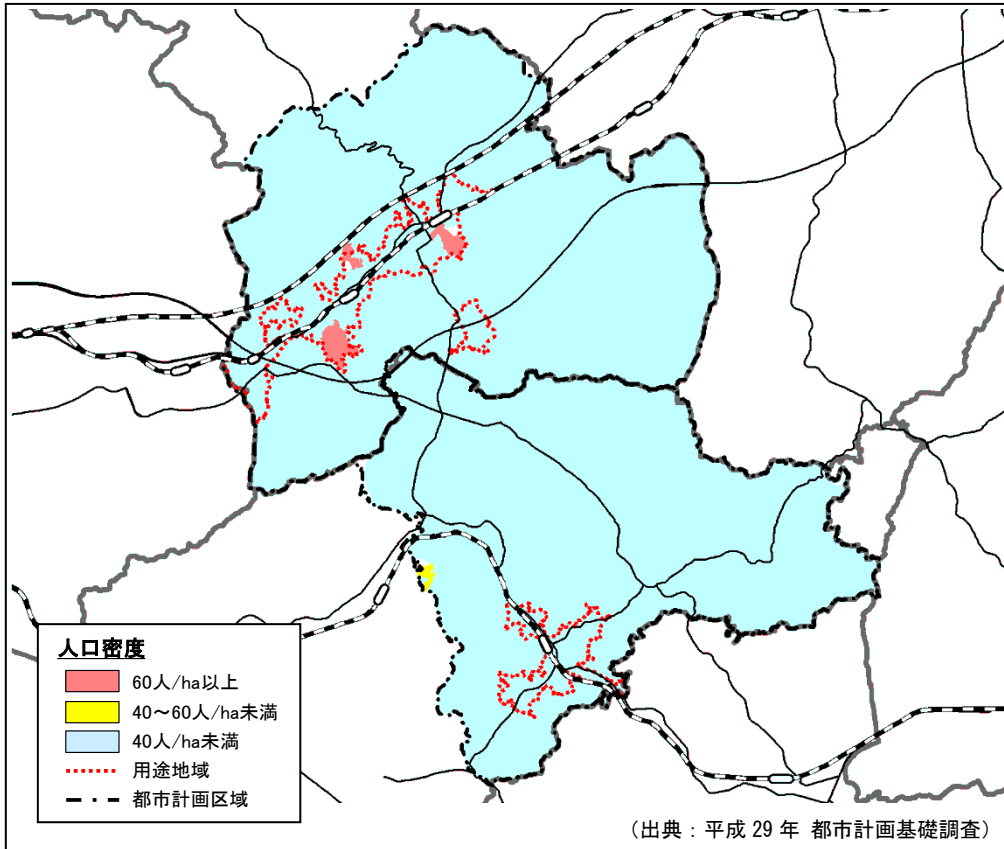 人口密度
60人/ha以上
40～60人/ha未満
40人/ha未満
用途地域
都市計画区域
（出典：平成 29 年 都市計画基礎調査）